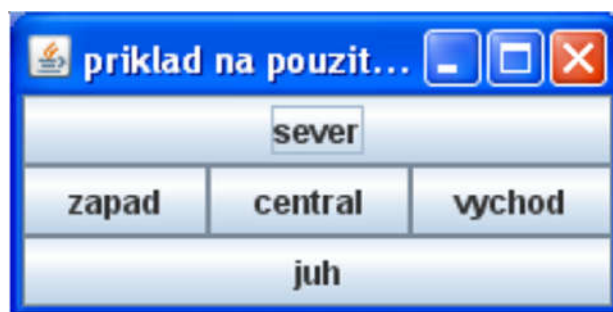 priklad na pouzit...
sever
zapad central vychod
juh